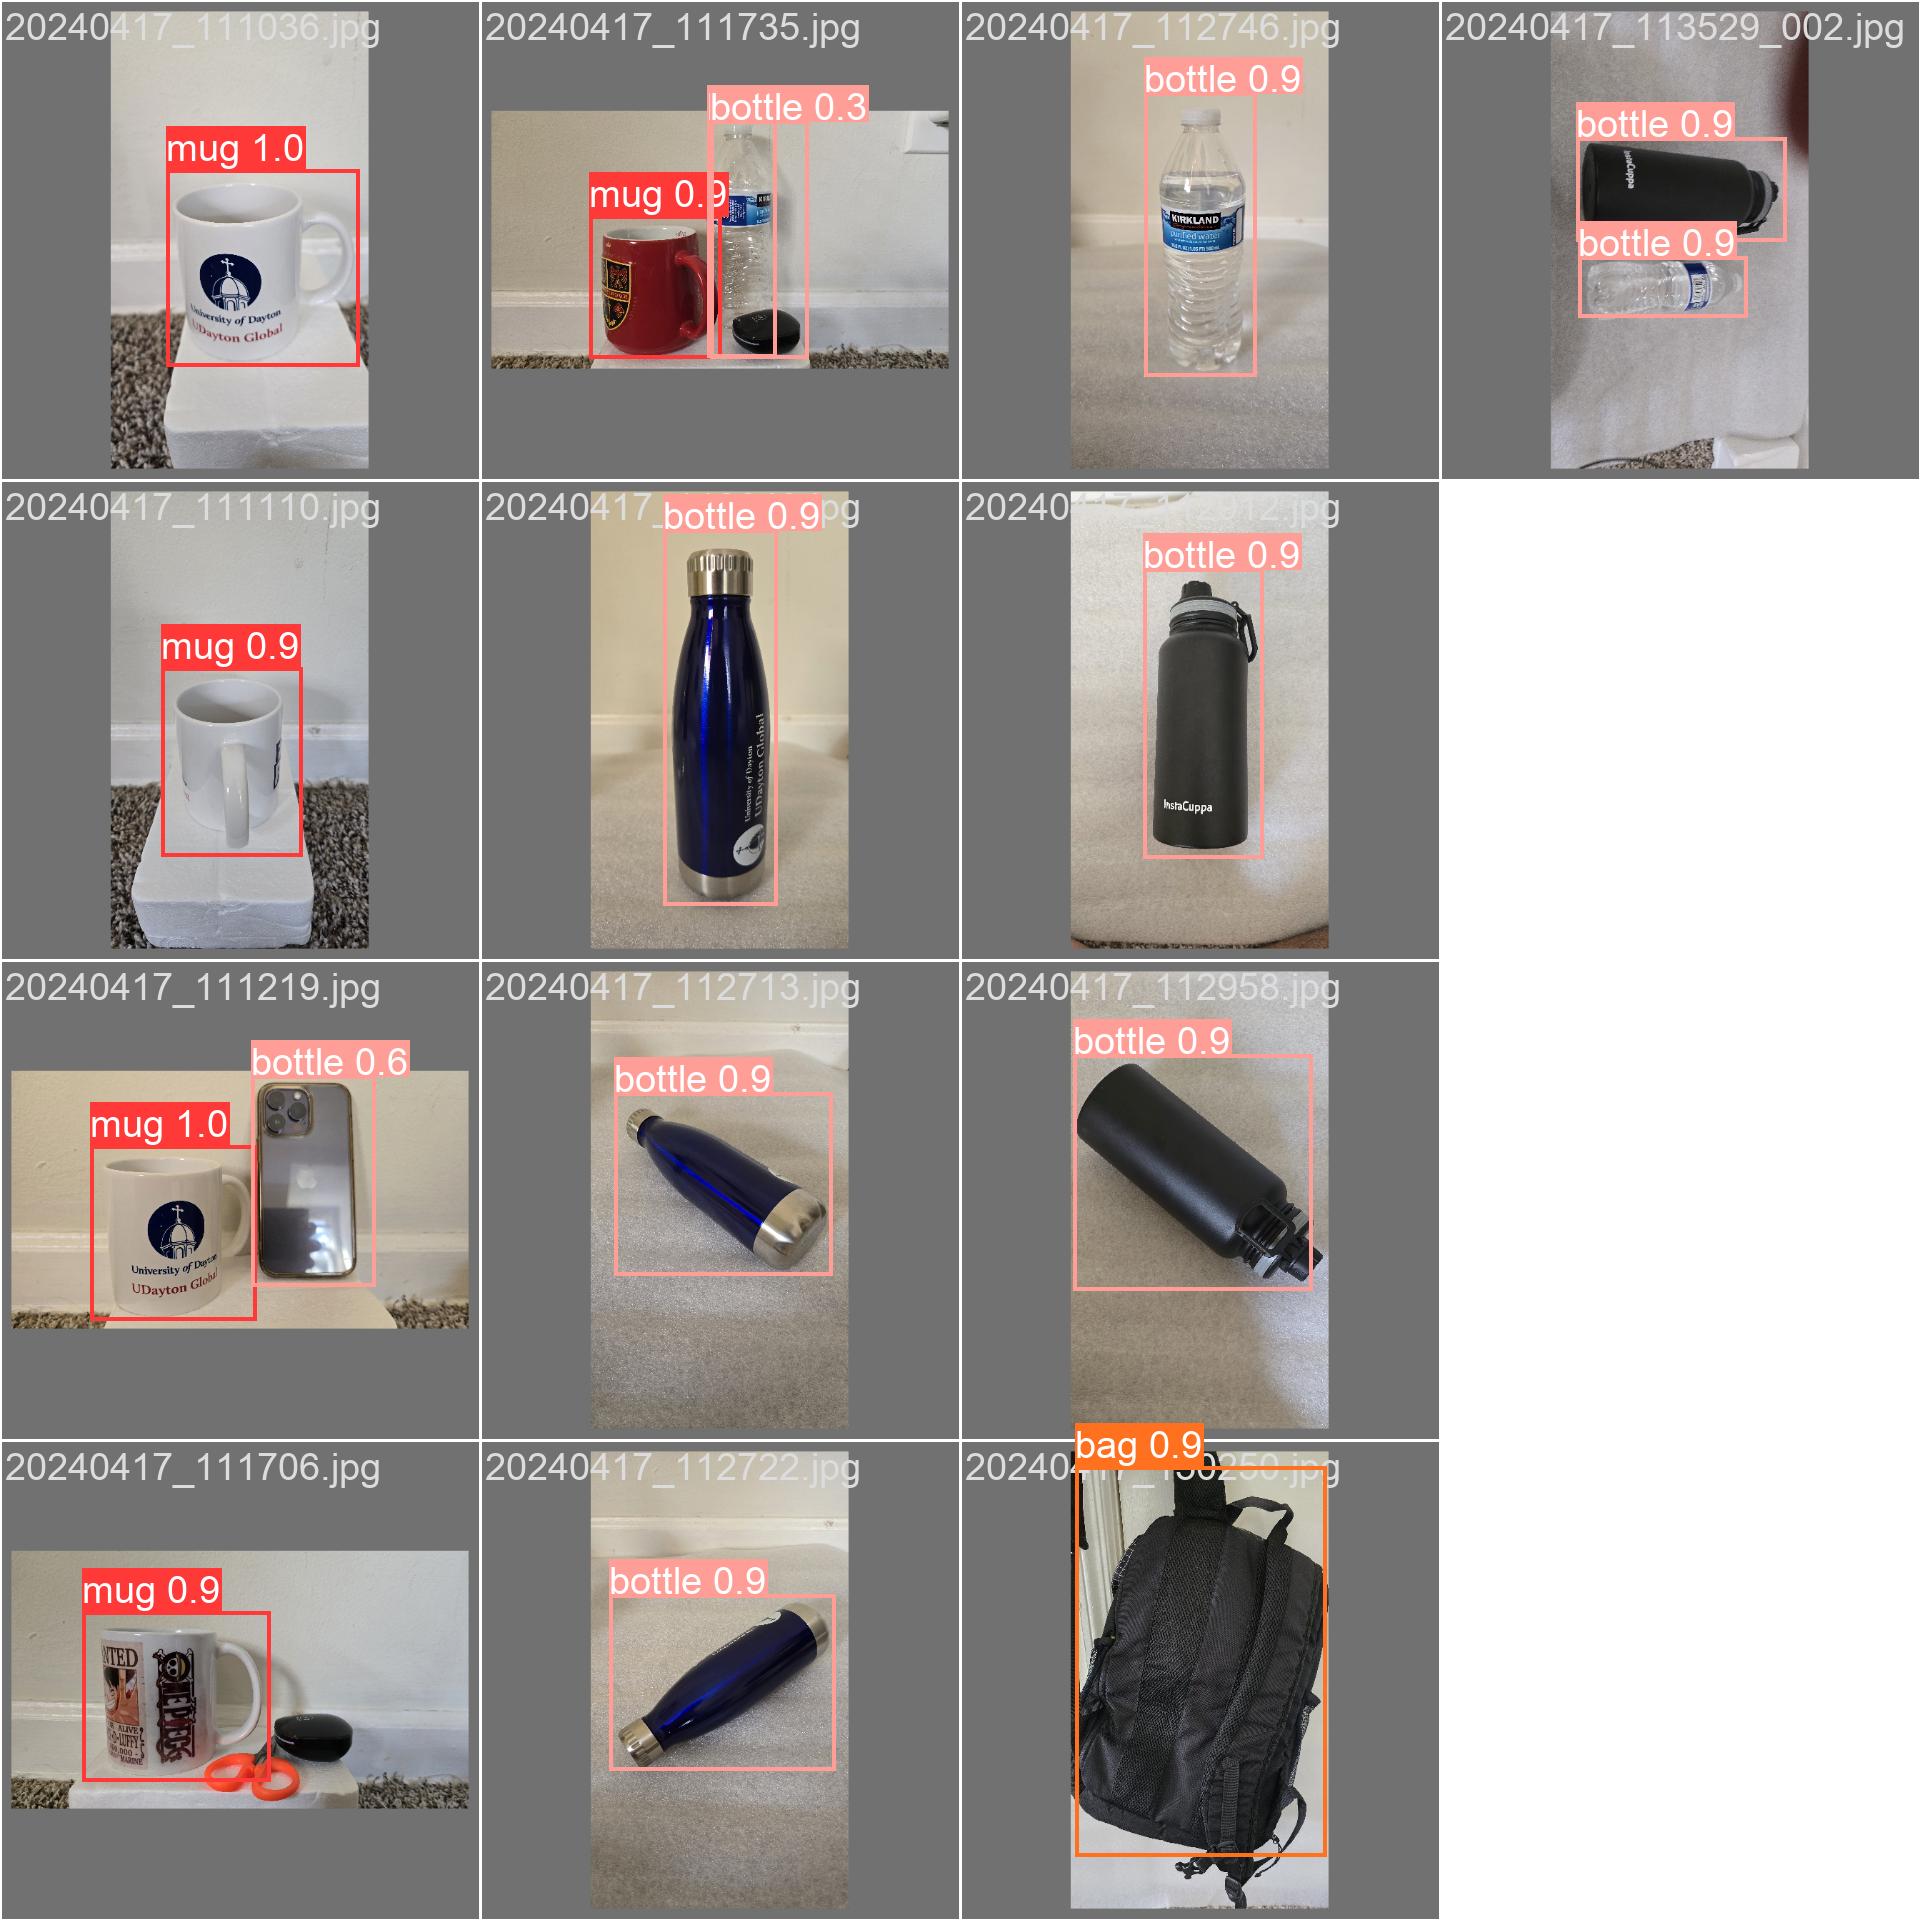 20240417_111036.jpg
mug 1.0
University of Dayton
UDayton Global
20240417_111735.jpg
bottle 0.3
mug 0.9
20240417_112746.jpg
bottle 0.9
KIRKLAND
purified water
20240417_113529_002.jpg
bottle 0.9
InstaCuppa
bottle 0.9
20240417_111110.jpg
mug 0.9
bottle 0.9
University of Dayton
UDayton Global
bottle 0.9
InstaCuppa
20240417_111219.jpg
bottle 0.6
mug 1.0
University of Dayton
UDayton Global
20240417_112713.jpg
bottle 0.9
20240417_112958.jpg
bottle 0.9
20240417_111706.jpg
mug 0.9
20240417_112722.jpg
bottle 0.9
bag 0.9